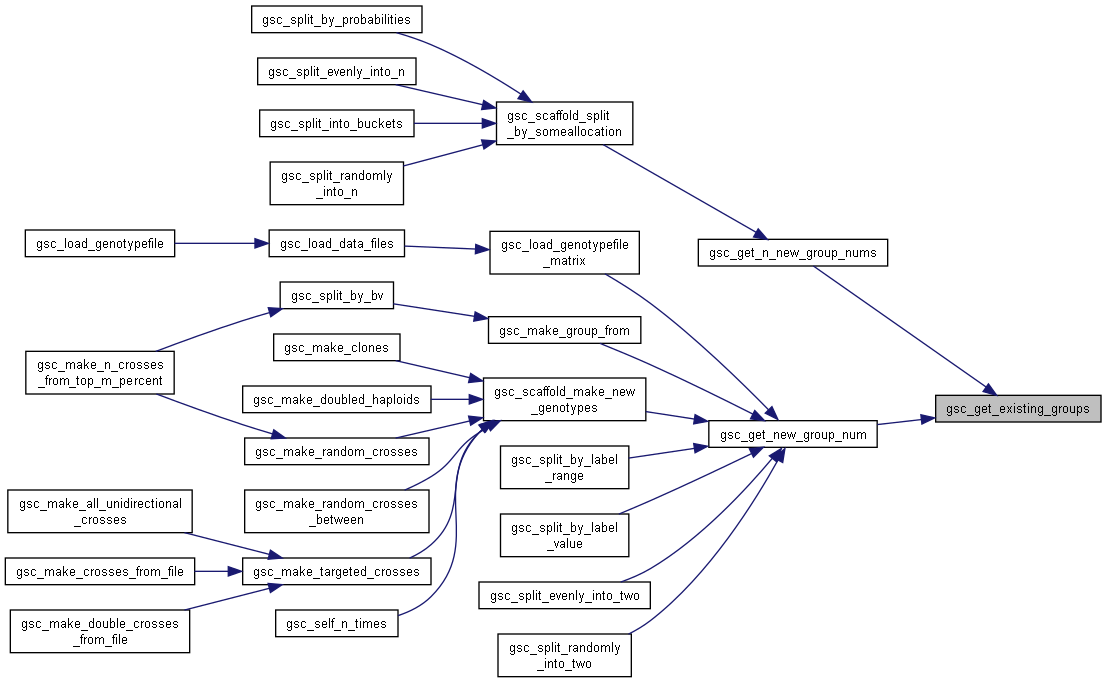 gsc_split_by_probabilities
gsc_split_evenly_into_n
gsc_scaffold_split
_by_someallocation
gsc_split_into_buckets
gsc_split_randomly
_into_n
gsc_load_genotypefile
gsc_load_data_files
gsc_load_genotypefile
_matrix
gsc_get_n_new_group_nums
gsc_split_by_bv
gsc_make_group_from
gsc_make_clones
gsc_make_n_crosses
_from_top_m_percent
gsc_make_doubled_haploids
gsc_scaffold_make_new
_genotypes
gsc_get_existing_groups
gsc_get_new_group_num
gsc_make_random_crosses
gsc_split_by_label
_range
gsc_make_random_crosses
_between
gsc_make_all_unidirectional
_crosses
gsc_split_by_label
_value
gsc_make_crosses_from_file
gsc_make_targeted_crosses
gsc_split_evenly_into_two
gsc_make_double_crosses
_from_file
gsc_self_n_times
gsc_split_randomly
_into_two